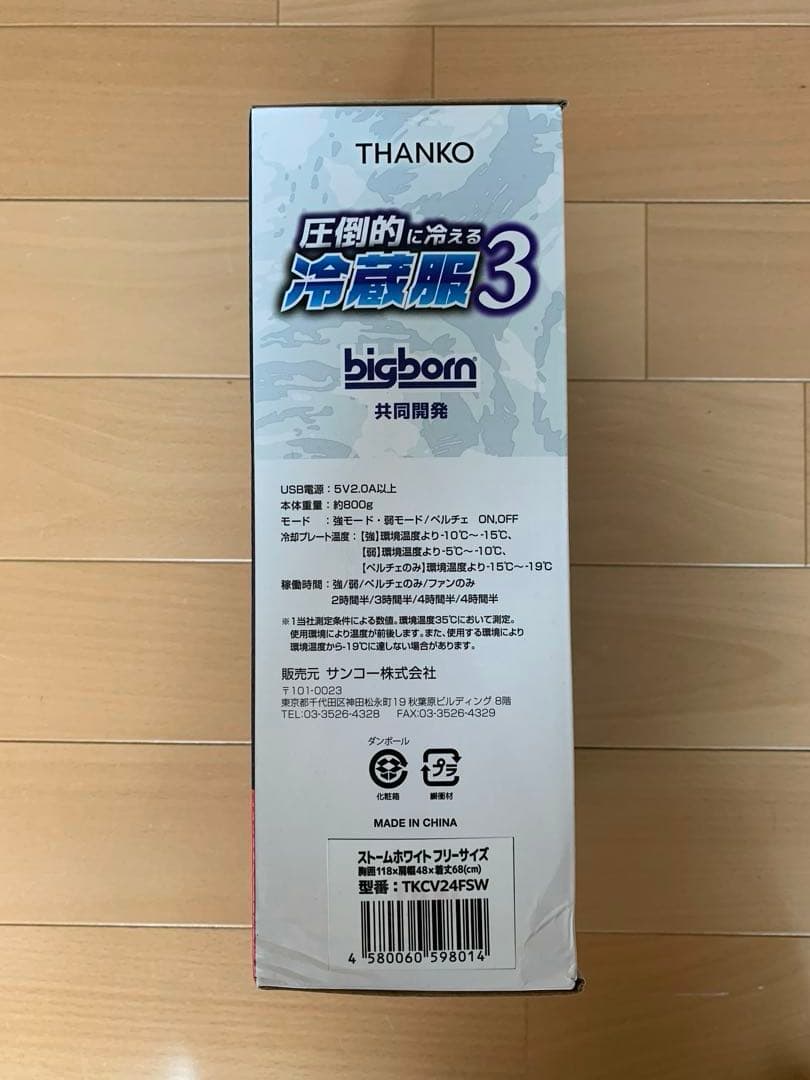 THANKO
圧倒的に冷える
冷蔵服3
bigborn
共同開発
USB電源：5V2.0A以上
本体重量：約800g
モード　：強モード・弱モード/ペルチェ　ON,OFF
冷却プレート温度：【強】環境温度より-10℃～-15℃、
【弱】環境温度より-5℃～-10℃、
【ペルチェのみ】環境温度より-15℃～-19℃
稼働時間：強/弱/ペルチェのみ/ファンのみ
2時間半/3時間半/4時間半/4時間半
※1当社測定条件による数値。環境温度35℃において測定。
使用環境により温度が前後します。また、使用する環境により
環境温度から-19℃に達しない場合があります。
販売元 サンコー株式会社
〒101-0023
東京都千代田区神田松永町19 秋葉原ビルディング 8階
TEL:03-3526-4328　FAX:03-3526-4329
ダンボール
プラ
化粧箱　緩衝材
MADE IN CHINA
ストームホワイト フリーサイズ
胸囲118×肩幅48×着丈68(cm)
型番：TKCV24FSW
4 580060 598014